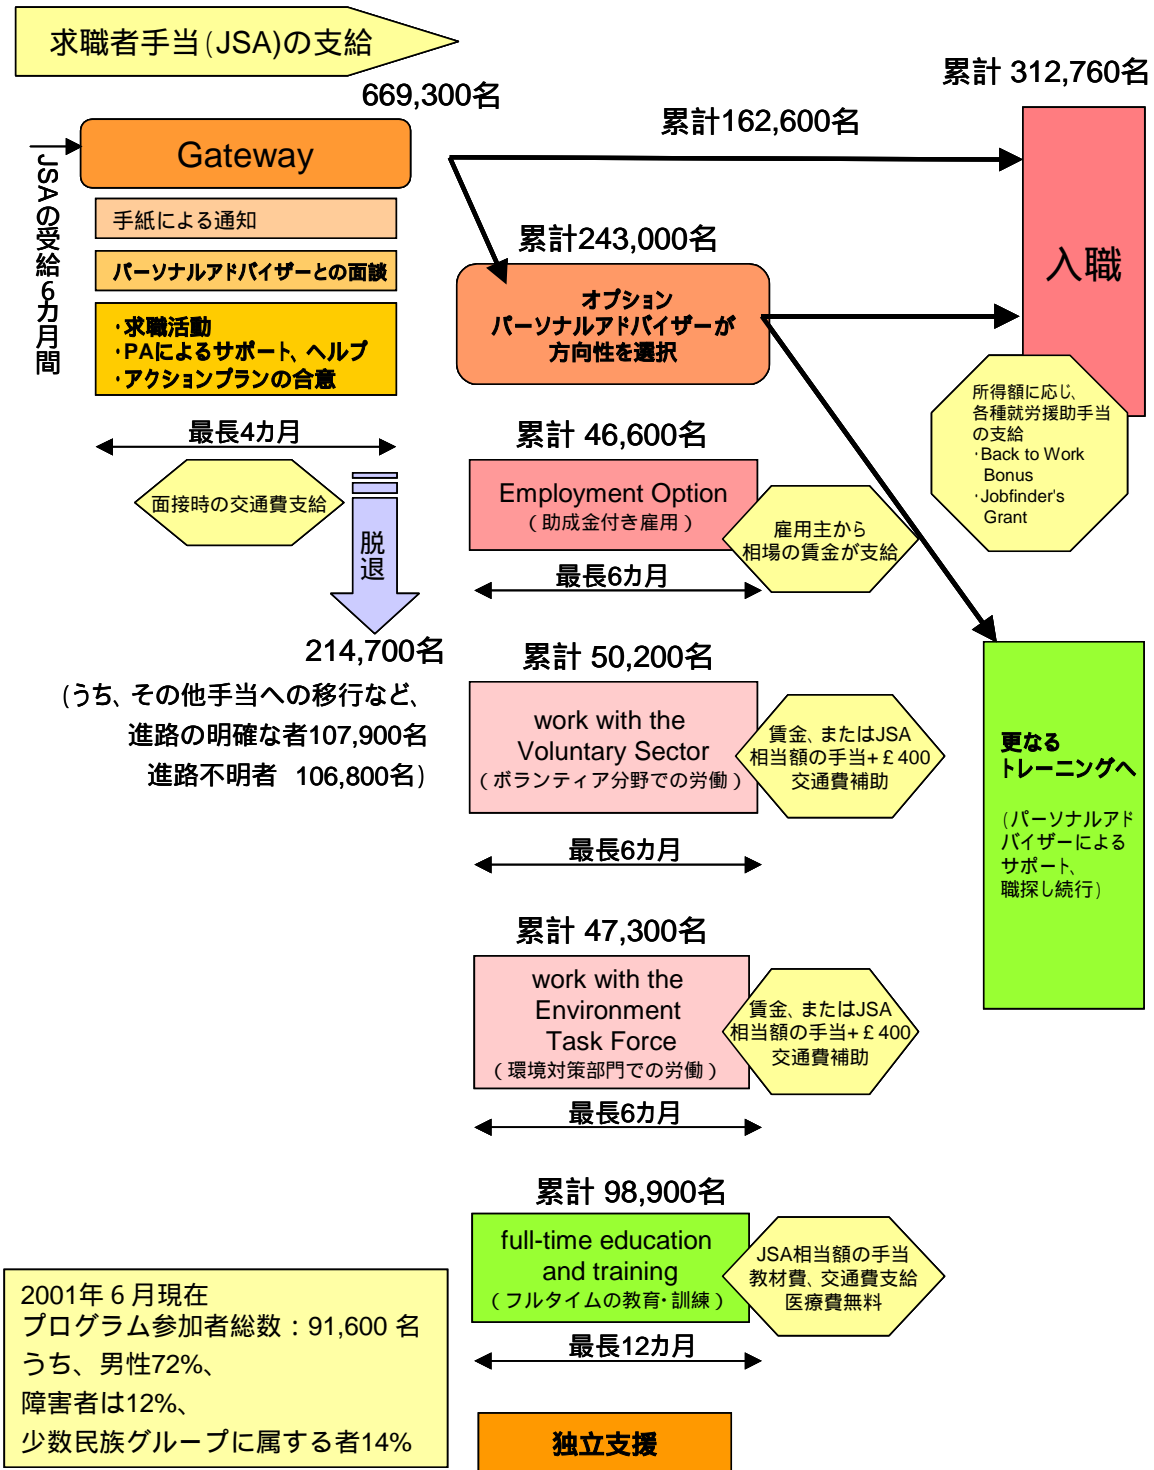 求職者手当(JSA)の支給
669,300名
累計 312,760名
累計162,600名
JSAの受給6カ月間
Gateway
手紙による通知
パーソナルアドバイザーとの面談
・求職活動
・PAによるサポート、ヘルプ
・アクションプランの合意
最長4カ月
面接時の交通費支給
脱退
214,700名
(うち、その他手当への移行など、
進路の明確な者107,900名
進路不明者 106,800名)
累計243,000名
オプション
パーソナルアドバイザーが
方向性を選択
入職
所得額に応じ、
各種就労援助手当
の支給
・Back to Work
Bonus
・Jobfinder's
Grant
累計 46,600名
Employment Option
(助成金付き雇用)
雇用主から
相場の賃金が支給
最長6カ月
累計 50,200名
work with the
Voluntary Sector
(ボランティア分野での労働)
賃金、またはJSA
相当額の手当+£400
交通費補助
最長6カ月
更なる
トレーニングへ
(パーソナルアド
バイザーによる
サポート、
職探し続行)
累計 47,300名
work with the
Environment
Task Force
(環境対策部門での労働)
賃金、またはJSA
相当額の手当+£400
交通費補助
最長6カ月
累計 98,900名
full-time education
and training
(フルタイムの教育・訓練)
JSA相当額の手当
教材費、交通費支給
医療費無料
最長12カ月
2001年6月現在
プログラム参加者総数:91,600 名
うち、男性72%、
障害者は12%、
少数民族グループに属する者14%
独立支援